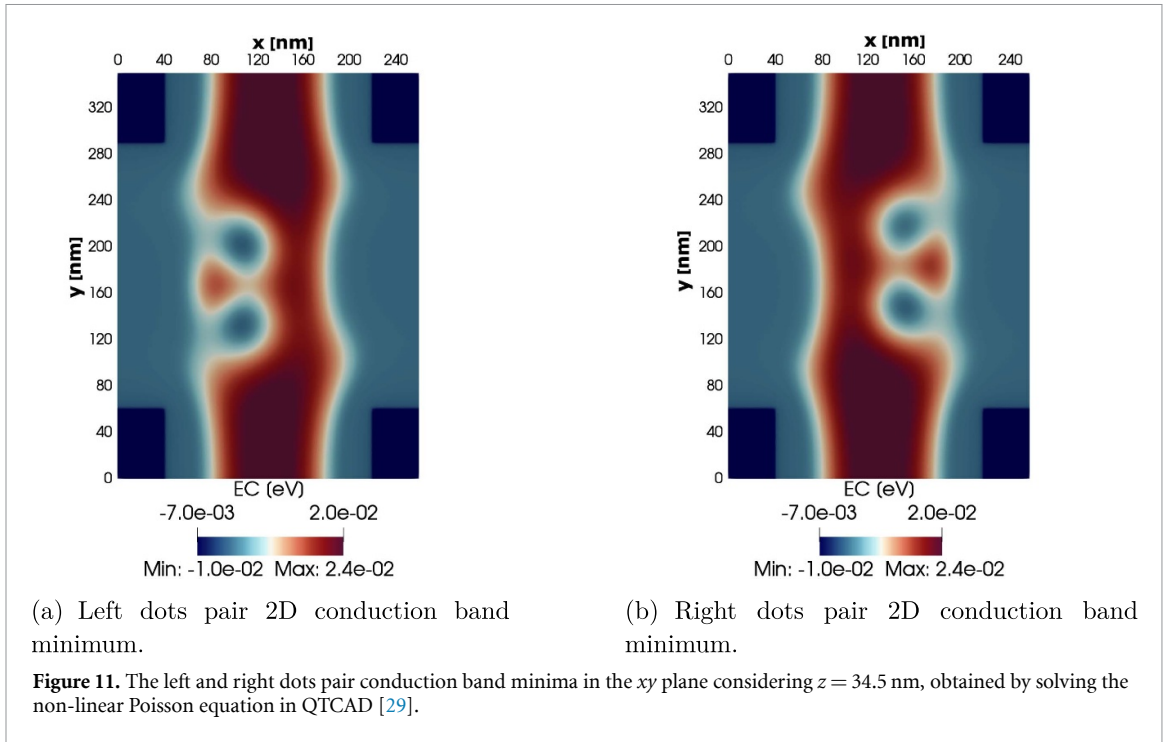 x [nm]
0 40 80 120 160 200 240
y [nm]
320
280
240
200
160
120
80
40
0
EC (eV)
-7.0e-03 2.0e-02
Min: -1.0e-02 Max: 2.4e-02
(a) Left dots pair 2D conduction band
minimum.
x [nm]
0 40 80 120 160 200 240
y [nm]
320
280
240
200
160
120
80
40
0
EC (eV)
-7.0e-03 2.0e-02
Min: -1.0e-02 Max: 2.4e-02
(b) Right dots pair 2D conduction band
minimum.
Figure 11. The left and right dots pair conduction band minima in the xy plane considering z = 34.5 nm, obtained by solving the
non-linear Poisson equation in QTCAD [29].